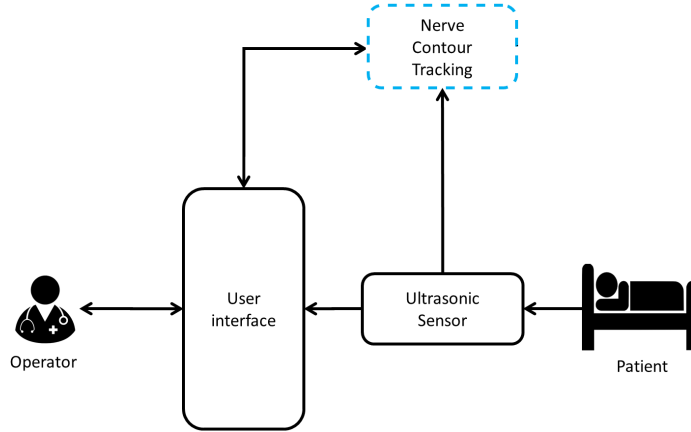 Nerve
Contour
Tracking
User
interface
Ultrasonic
Sensor
Operator
Patient